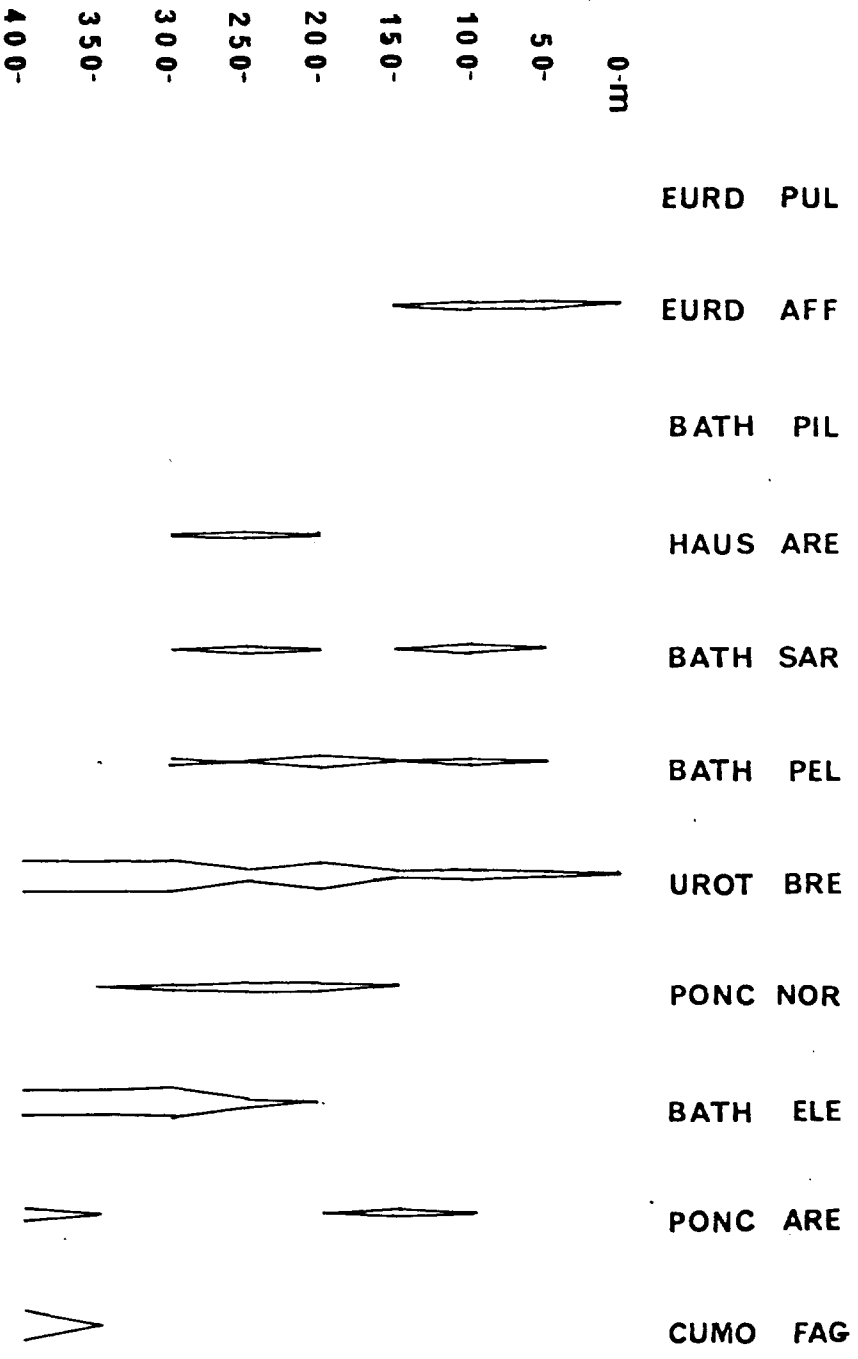 400-
350-
300-
250-
200-
150-
100-
50-
0-m
EURD PUL
EURD AFF
BATH PIL
HAUS ARE
BATH SAR
BATH PEL
UROT BRE
PONC NOR
BATH ELE
PONC ARE
CUMO FAG